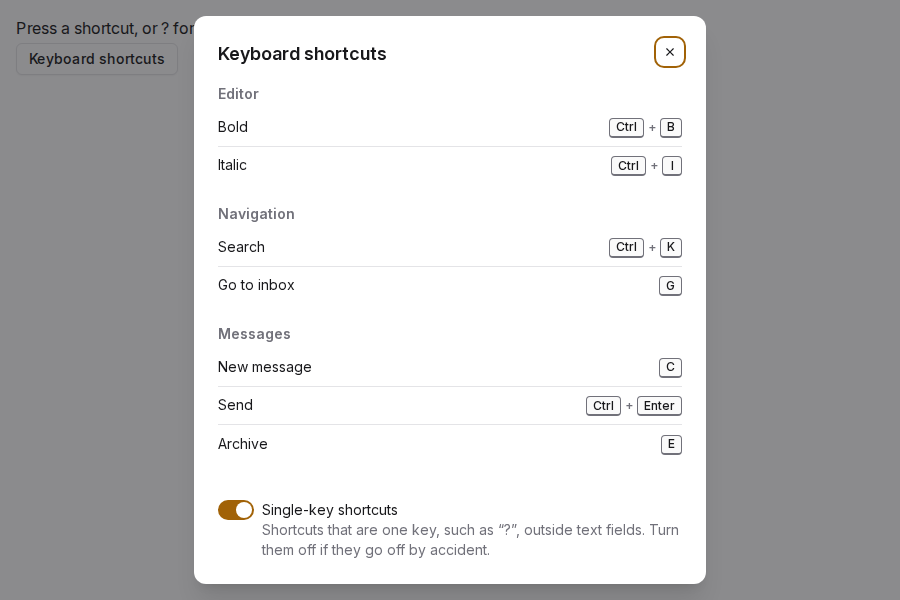 Press a shortcut, or ? for
Keyboard shortcuts
Keyboard shortcuts
Editor
Bold Ctrl + B
Italic Ctrl + I
Navigation
Search Ctrl + K
Go to inbox G
Messages
New message C
Send Ctrl + Enter
Archive E
Single-key shortcuts
Shortcuts that are one key, such as “?”, outside text fields. Turn
them off if they go off by accident.